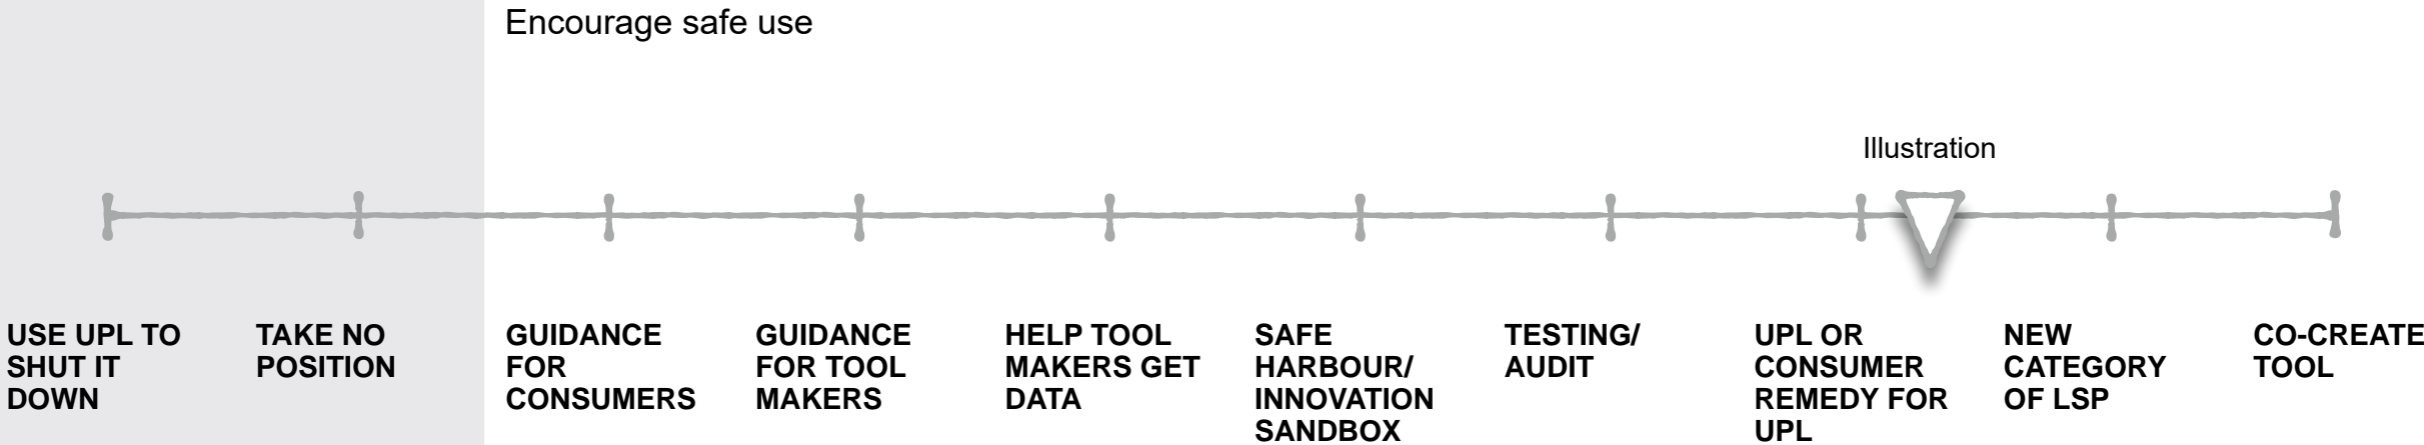 Encourage safe use
Illustration
USE UPL TO
SHUT IT
DOWN
TAKE NO
POSITION
GUIDANCE
FOR
CONSUMERS
GUIDANCE
FOR TOOL
MAKERS
HELP TOOL
MAKERS GET
DATA
SAFE
HARBOUR/
INNOVATION
SANDBOX
TESTING/
AUDIT
UPL OR
CONSUMER
REMEDY FOR
UPL
NEW
CATEGORY
OF LSP
CO-CREATE
TOOL